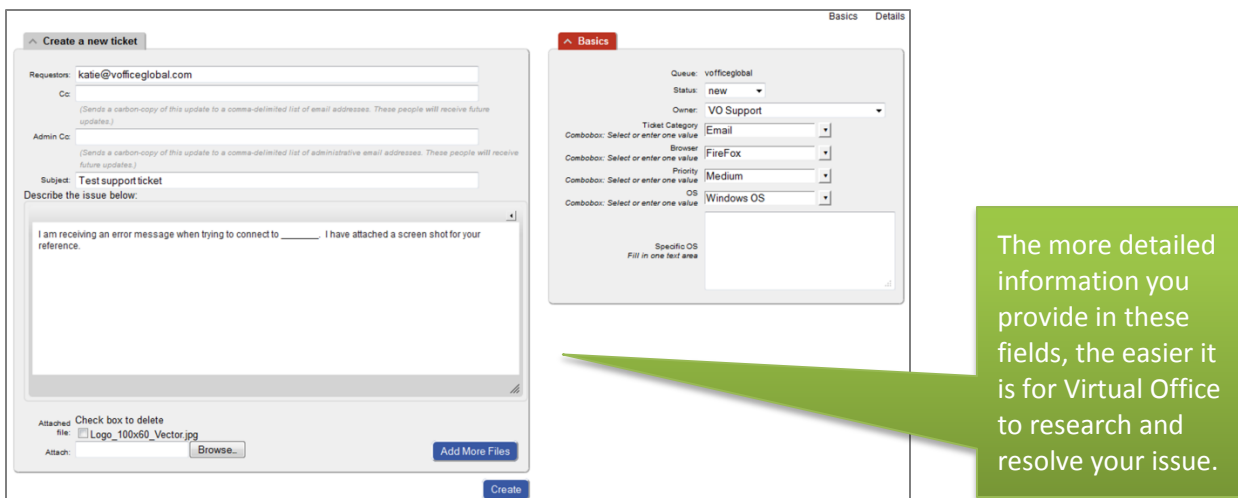 Basics Details
Create a new ticket
Requestors: katie@vofficeglobal.com
Cc:
(Sends a carbon-copy of this update to a comma-delimited list of email addresses. These people will receive future
updates.)
Admin Cc:
(Sends a carbon-copy of this update to a comma-delimited list of administrative email addresses. These people will receive
future updates.)
Subject: Test support ticket
Describe the issue below:
I am receiving an error message when trying to connect to _______. I have attached a screen shot for your
reference.
Attached Check box to delete
file: Logo_100x60_Vector.jpg
Attach: Browse..
Add More Files
Create
Basics
Queue: vofficeglobal
Status: new
Owner: VO Support
Ticket Category
Combobox: Select or enter one value Email
Browser
Combobox: Select or enter one value FireFox
Priority
Combobox: Select or enter one value Medium
OS
Combobox: Select or enter one value Windows OS
Specific OS
Fill in one text area
The more detailed
information you
provide in these
fields, the easier it
is for Virtual Office
to research and
resolve your issue.